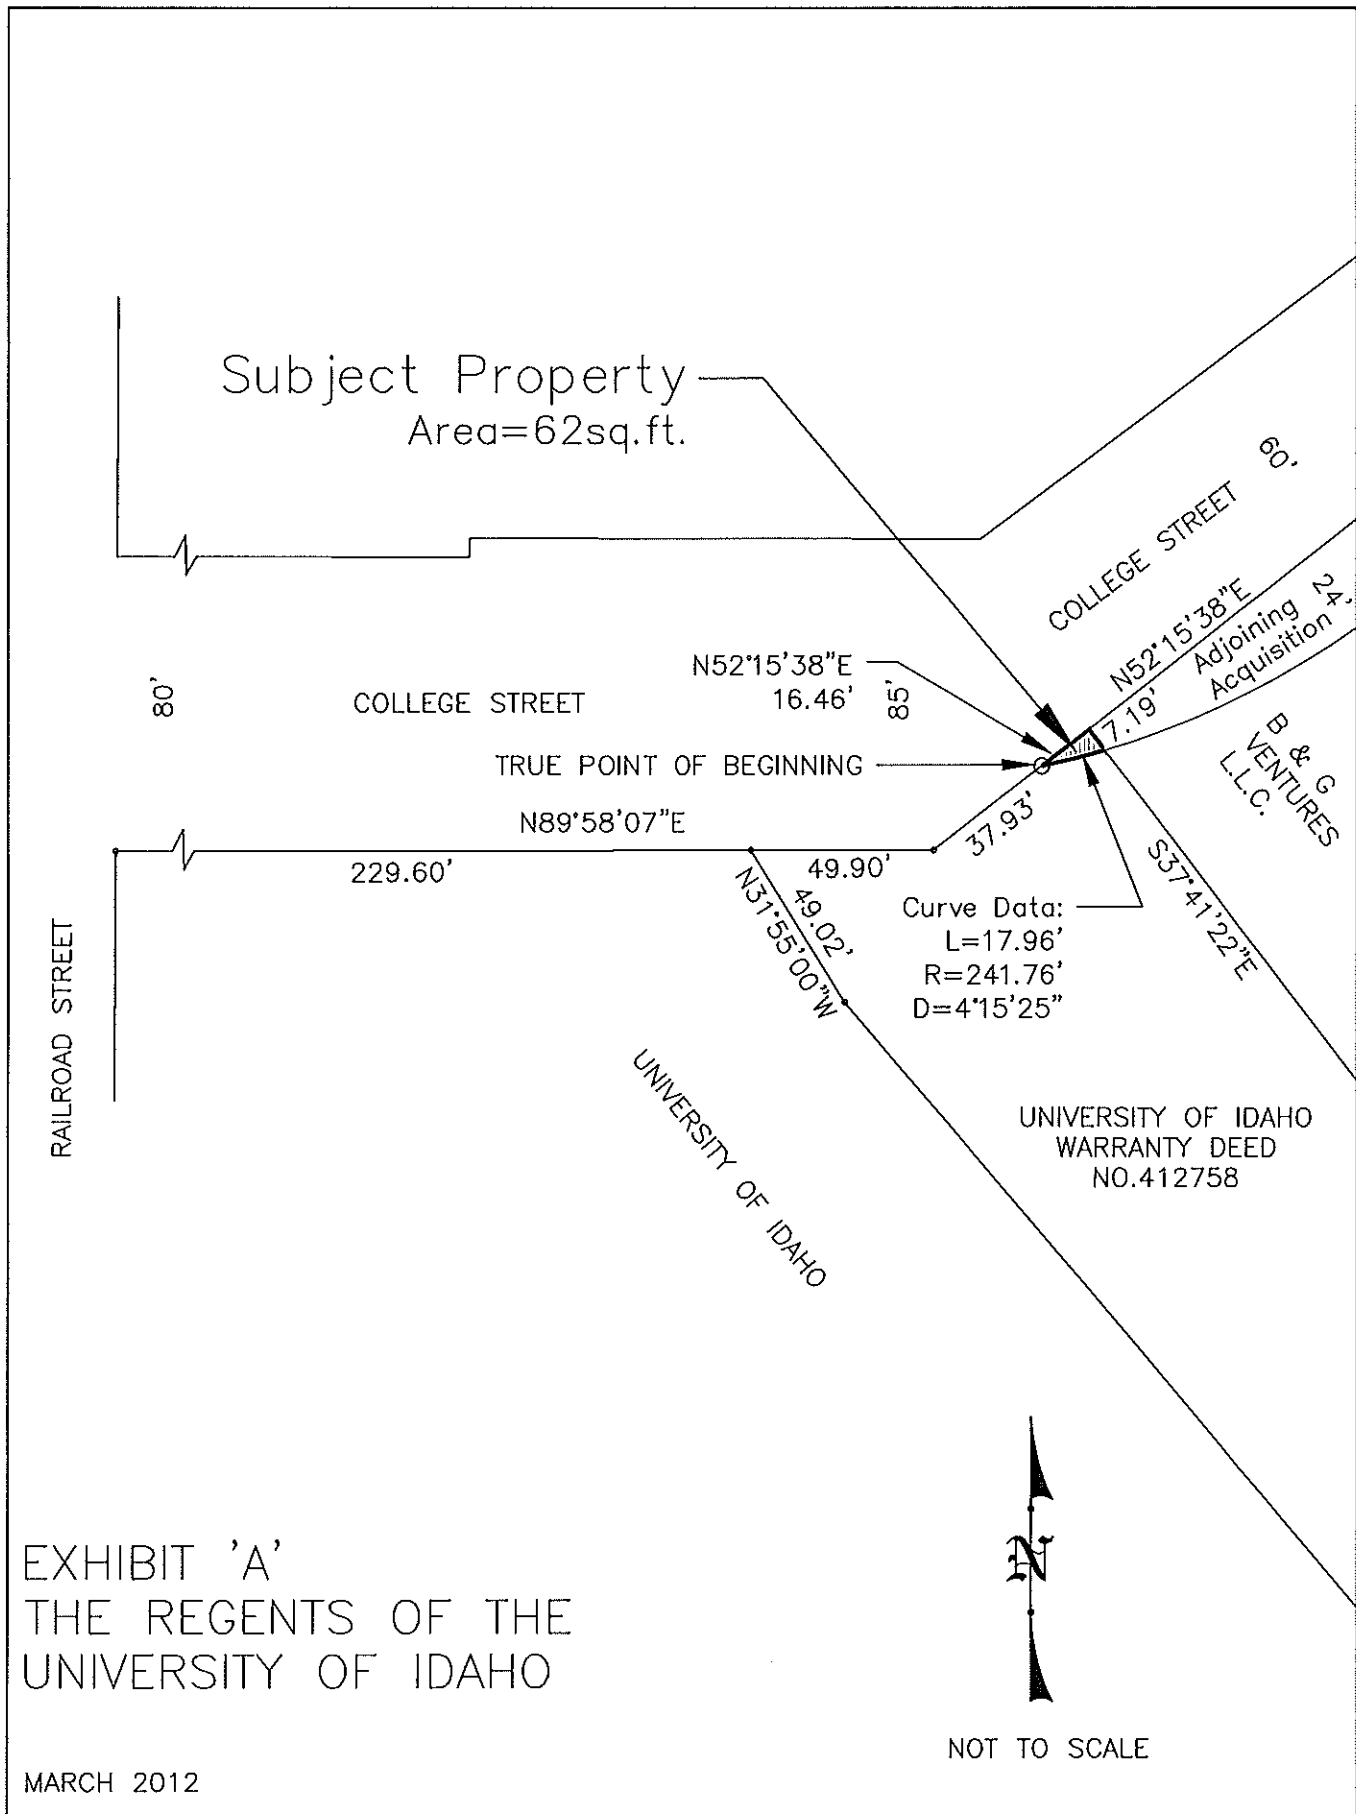 Subject Property
Area=62sq.ft.
60'
COLLEGE STREET
N52°15'38"E
24'
Adjoining
Acquisition
7.19'
N52°15'38"E
16.46'
85'
80'
COLLEGE STREET
TRUE POINT OF BEGINNING
B & G
VENTURES
L.L.C.
N89°58'07"E
229.60'
49.90'
37.93'
49.02'
N31°55'00"W
S37°41'22"E
Curve Data:
L=17.96'
R=241.76'
D=4°15'25"
RAILROAD STREET
UNIVERSITY OF IDAHO
UNIVERSITY OF IDAHO
WARRANTY DEED
NO.412758
N
EXHIBIT 'A'
THE REGENTS OF THE
UNIVERSITY OF IDAHO
NOT TO SCALE
MARCH 2012